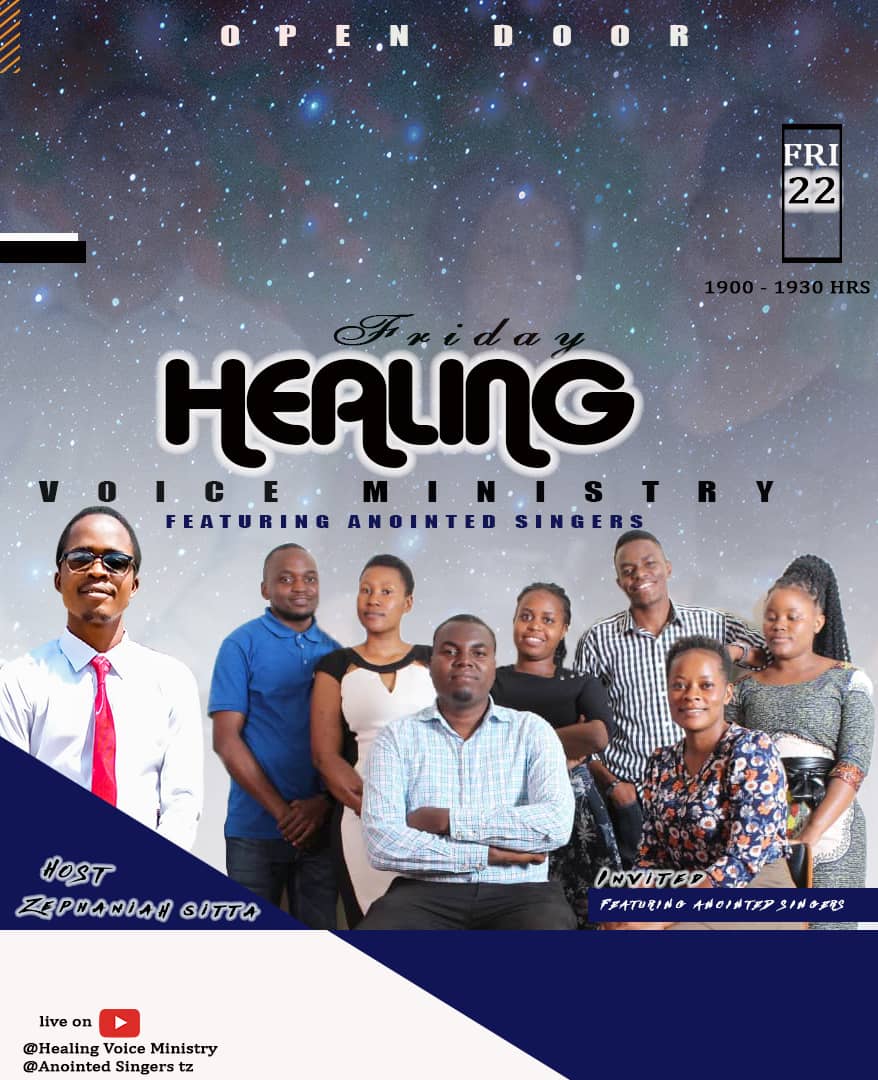 OPEN DOOR
FRI
22
1900 - 1930 HRS
Friday
HEALING
VOICE MINISTRY
FEATURING ANOINTED SINGERS
HOST
ZEPHANIAH GITTA
INVITED
FEATURING ANOINTED SINGERS
live on
@Healing Voice Ministry
@Anointed Singers tz